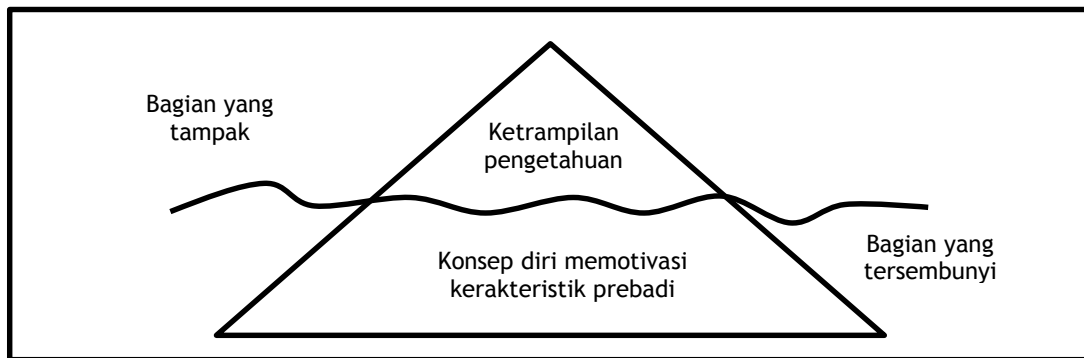 Bagian yang
tampak
Ketrampilan
pengetahuan
Konsep diri memotivasi
kerakteristik prebadi
Bagian yang
tersembunyi